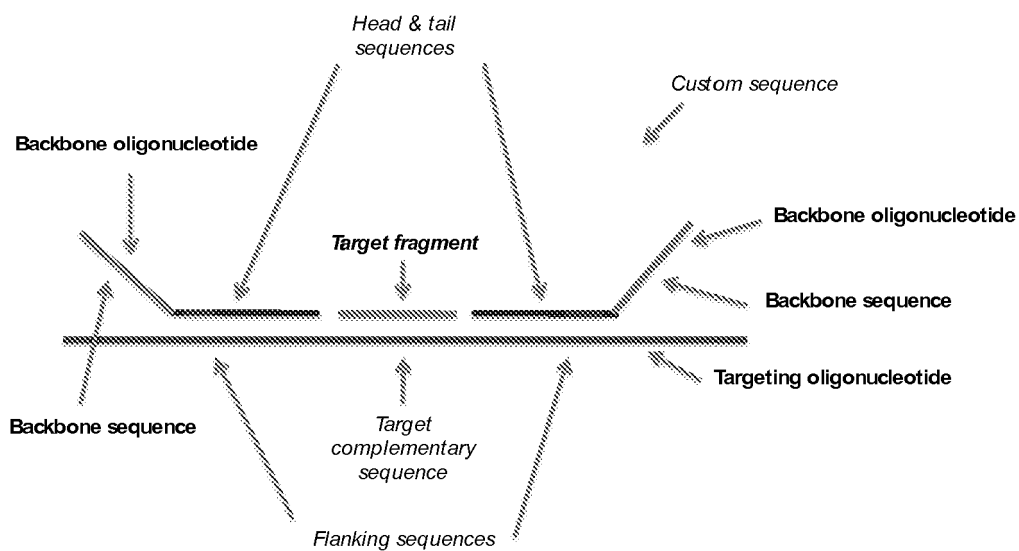 Head & tail
sequences
Custom sequence
Backbone oligonucleotide
Backbone oligonucleotide
Target fragment
Backbone sequence
Targeting oligonucleotide
Backbone sequence
Target
complementary
sequence
Flanking sequences